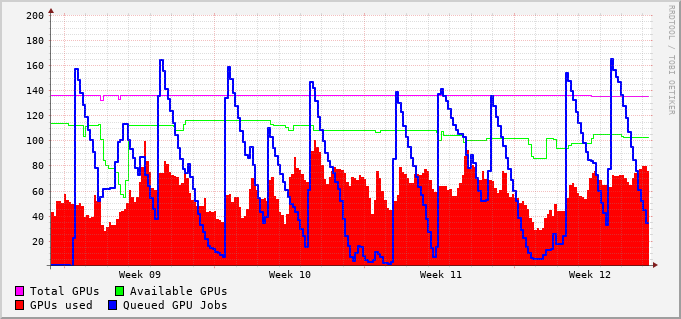 200
180
160
140
120
100
80
60
40
20
Week 09 Week 10 Week 11 Week 12
Total GPUs Available GPUs
GPUs used Queued GPU Jobs
RRDTOOL / TOBI OETIKER